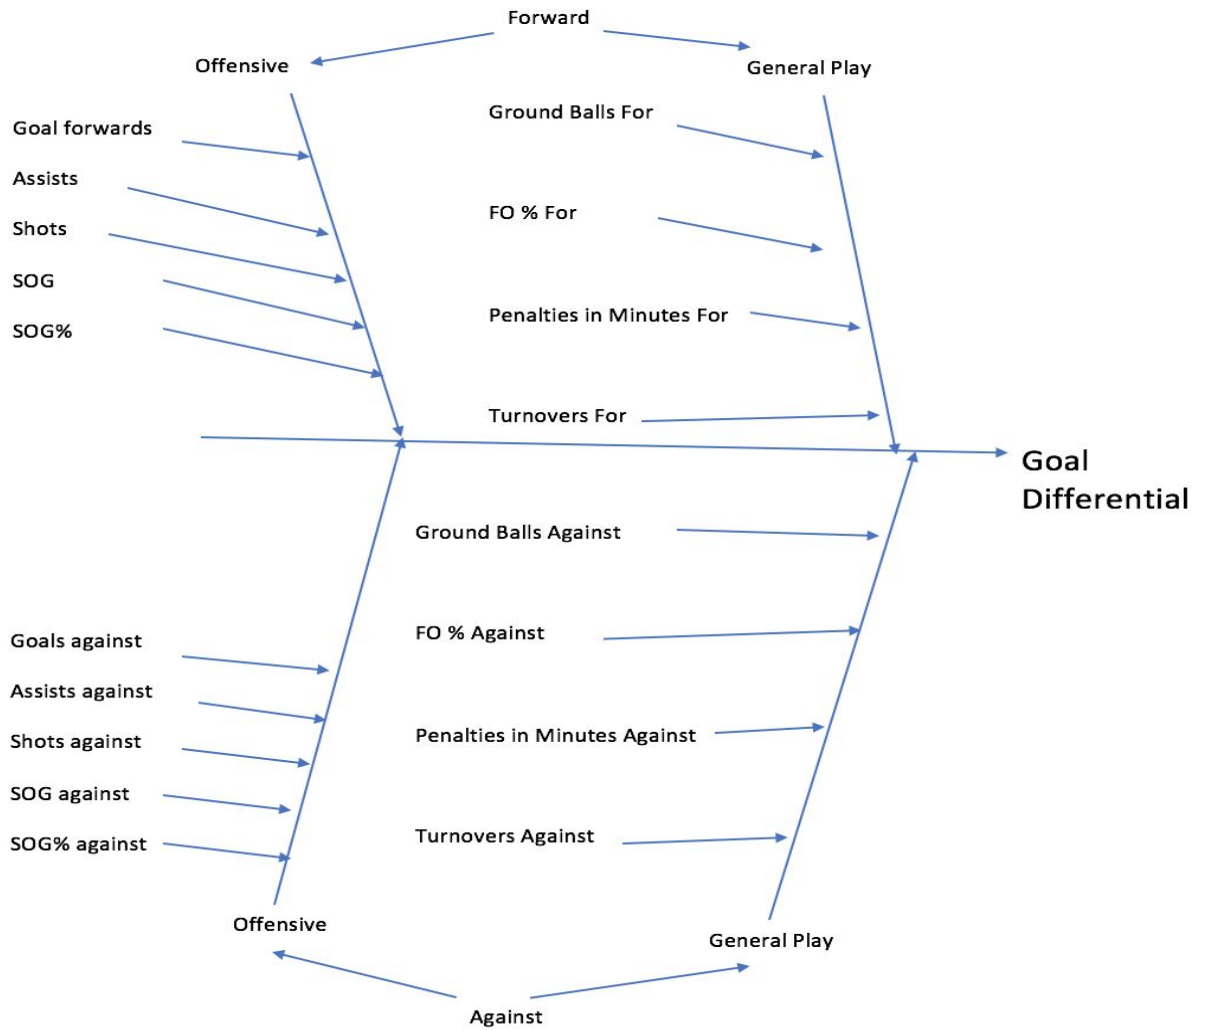 Forward
Offensive
General Play
Goal forwards
Assists
Shots
SOG
SOG%
Ground Balls For
FO % For
Penalties in Minutes For
Turnovers For
Goal
Differential
Ground Balls Against
FO % Against
Penalties in Minutes Against
Turnovers Against
Goals against
Assists against
Shots against
SOG against
SOG% against
Offensive
General Play
Against